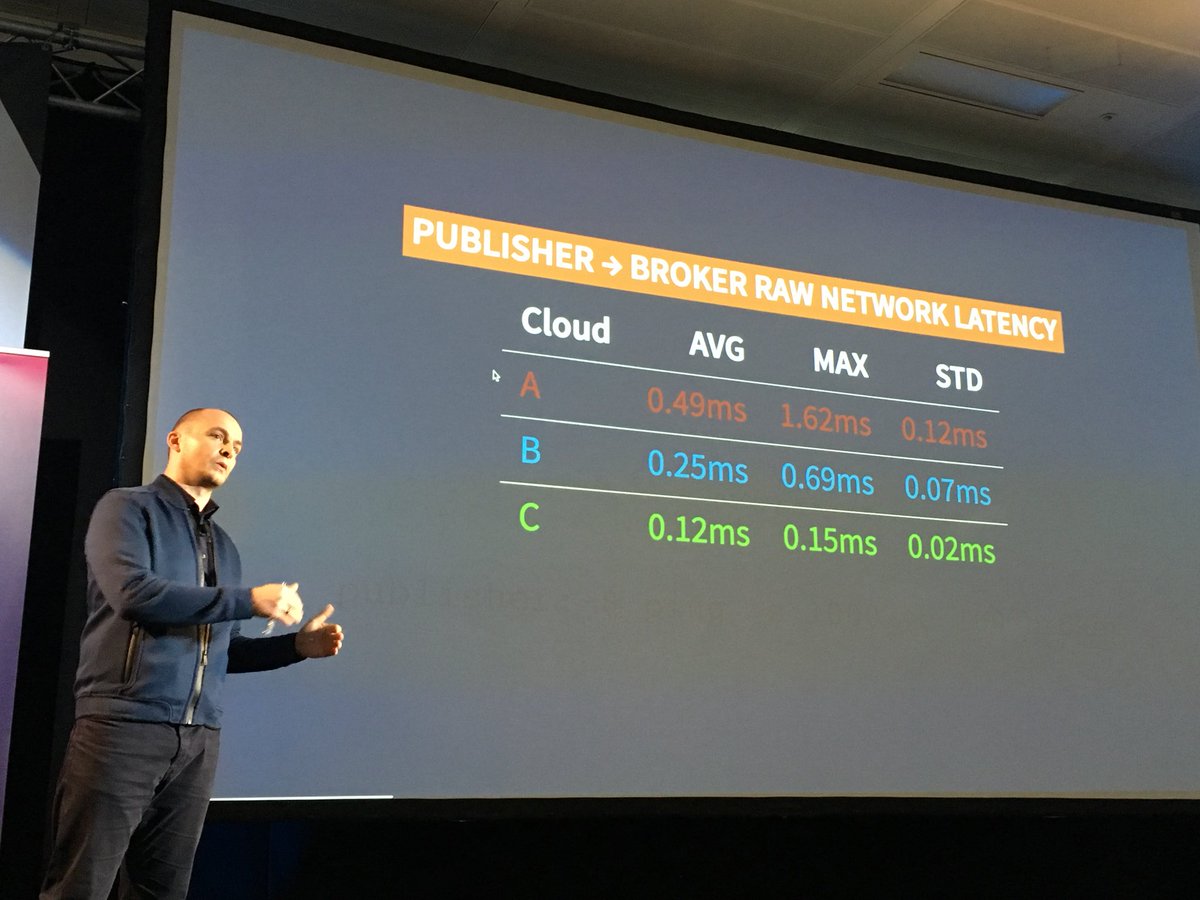 PUBLISHER → BROKER RAW NETWORK LATENCY
Cloud AVG MAX STD
A 0.49ms 1.62ms 0.12ms
B 0.25ms 0.69ms 0.07ms
C 0.12ms 0.15ms 0.02ms